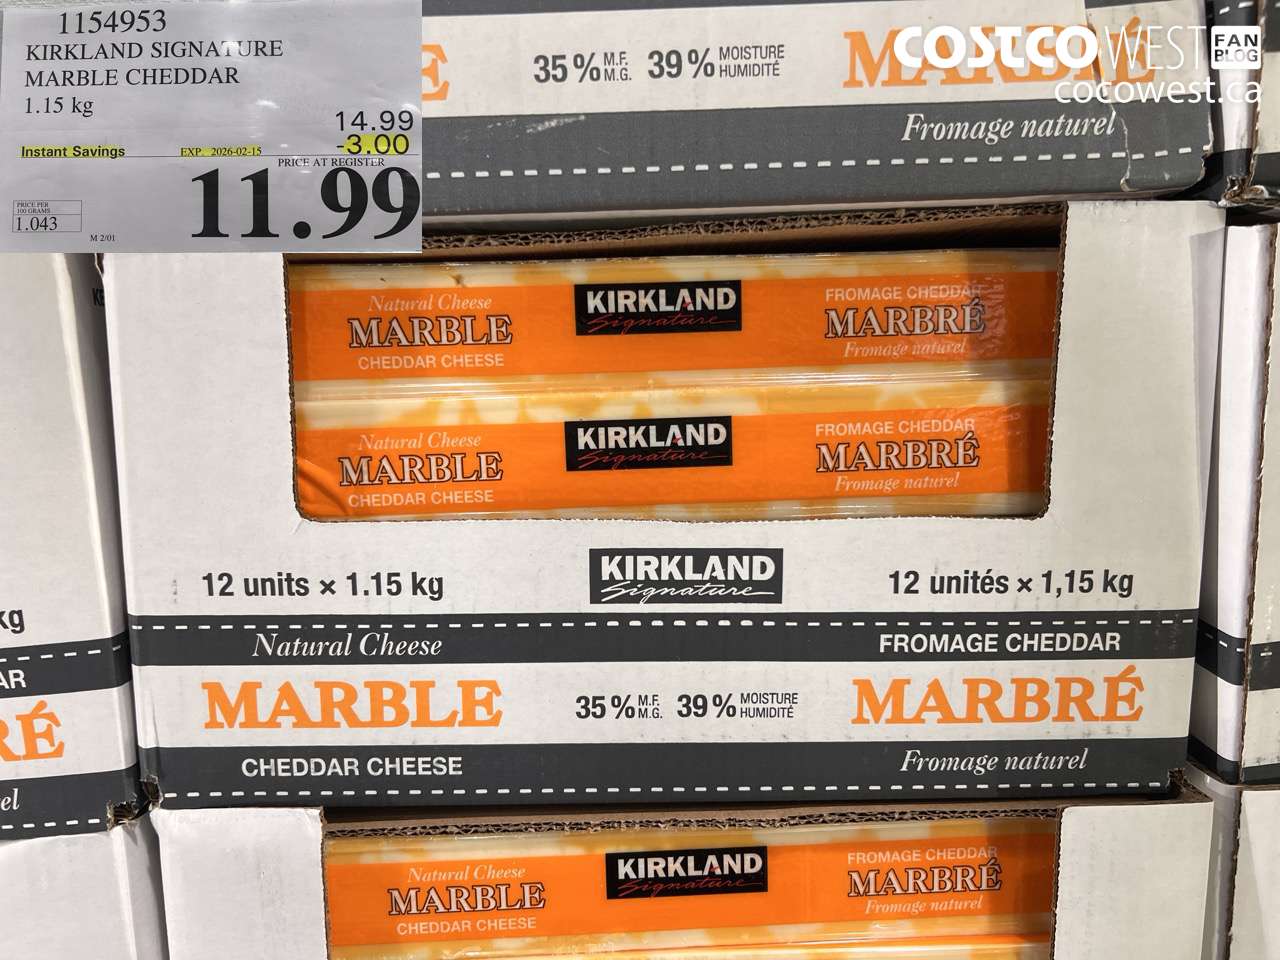 1154953
KIRKLAND SIGNATURE
MARBLE CHEDDAR
1.15 kg
14.99
Instant Savings EXP. 2026-02-15 -3.00
PRICE AT REGISTER
11.99
PRICE PER
100 GRAMS
1.043
M 2/01
COSTCO WEST FAN BLOG
cocowest.ca
35% M.F. M.G. 39% MOISTURE HUMIDITÉ
Fromage naturel
Natural Cheese
MARBLE
CHEDDAR CHEESE
KIRKLAND
Signature
FROMAGE CHEDDAR
MARBRÉ
Fromage naturel
Natural Cheese
MARBLE
CHEDDAR CHEESE
KIRKLAND
Signature
FROMAGE CHEDDAR
MARBRÉ
Fromage naturel
12 units × 1.15 kg
KIRKLAND
Signature
12 unités × 1,15 kg
Natural Cheese
FROMAGE CHEDDAR
MARBLE
35% M.F. M.G. 39% MOISTURE HUMIDITÉ
MARBRÉ
CHEDDAR CHEESE
Fromage naturel
kg
AR
RÉ
el
Natural Cheese
MARBLE
CHEDDAR CHEESE
KIRKLAND
Signature
FROMAGE CHEDDAR
MARBRÉ
Fromage naturel